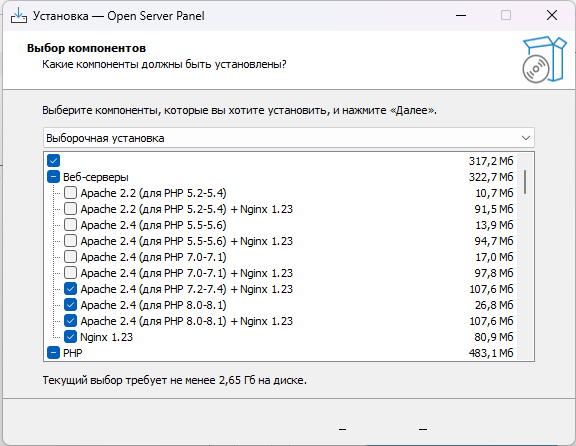 Установка — Open Server Panel
Выбор компонентов
Какие компоненты должны быть установлены?
Выберите компоненты, которые вы хотите установить, и нажмите «Далее».
Выборочная установка
317,2 Мб
Веб-серверы 322,7 Мб
Apache 2.2 (для PHP 5.2-5.4) 10,7 Мб
Apache 2.2 (для PHP 5.2-5.4) + Nginx 1.23 91,5 Мб
Apache 2.4 (для PHP 5.5-5.6) 13,9 Мб
Apache 2.4 (для PHP 5.5-5.6) + Nginx 1.23 94,7 Мб
Apache 2.4 (для PHP 7.0-7.1) 17,0 Мб
Apache 2.4 (для PHP 7.0-7.1) + Nginx 1.23 97,8 Мб
Apache 2.4 (для PHP 7.2-7.4) + Nginx 1.23 107,6 Мб
Apache 2.4 (для PHP 8.0-8.1) 26,8 Мб
Apache 2.4 (для PHP 8.0-8.1) + Nginx 1.23 107,6 Мб
Nginx 1.23 80,9 Мб
PHP 483,1 Мб
Текущий выбор требует не менее 2,65 Гб на диске.